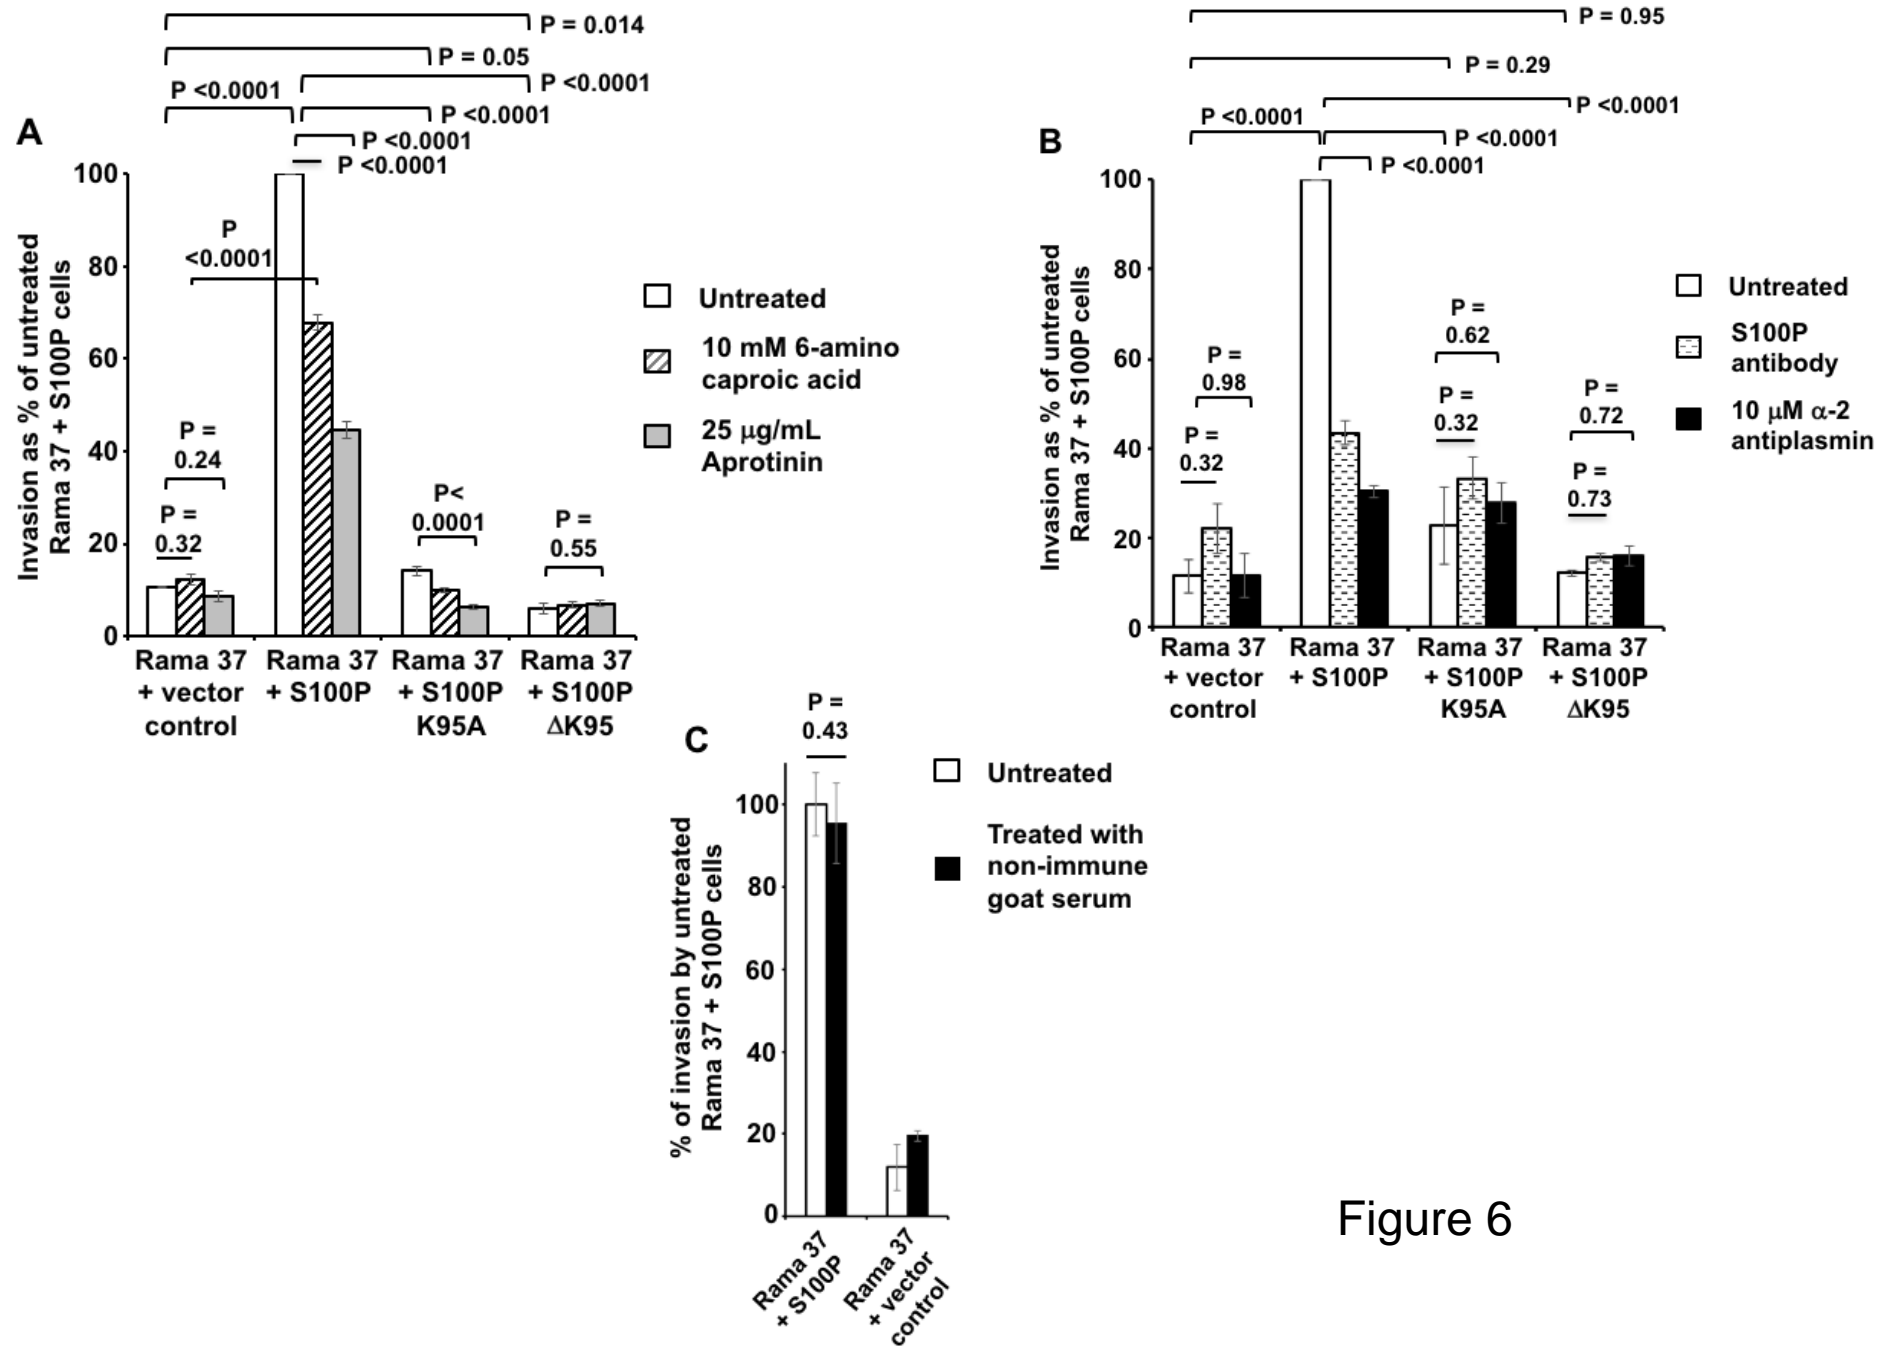 P = 0.014
P = 0.05
P <0.0001
P <0.0001
P <0.0001
P <0.0001
P <0.0001
A
100
80
60
40
20
0
Invasion as % of untreated
Rama 37 + S100P cells
P
<0.0001
P =
0.24
P =
0.32
P<
0.0001
P =
0.55
Rama 37
+ vector
control
Rama 37
+ S100P
Rama 37
+ S100P
K95A
Rama 37
+ S100P
ΔK95
Untreated
10 mM 6-amino
caproic acid
25 μg/mL
Aprotinin
P = 0.95
P = 0.29
P <0.0001
P <0.0001
P <0.0001
P <0.0001
B
100
80
60
40
20
0
Invasion as % of untreated
Rama 37 + S100P cells
P =
0.98
P =
0.32
P =
0.62
P =
0.32
P =
0.72
P =
0.73
Rama 37
+ vector
control
Rama 37
+ S100P
Rama 37
+ S100P
K95A
Rama 37
+ S100P
ΔK95
Untreated
S100P
antibody
10 μM α-2
antiplasmin
C
P =
0.43
100
80
60
40
20
0
% of invasion by untreated
Rama 37 + S100P cells
Rama 37
+ S100P
Rama 37
+ vector
control
Untreated
Treated with
non-immune
goat serum
Figure 6